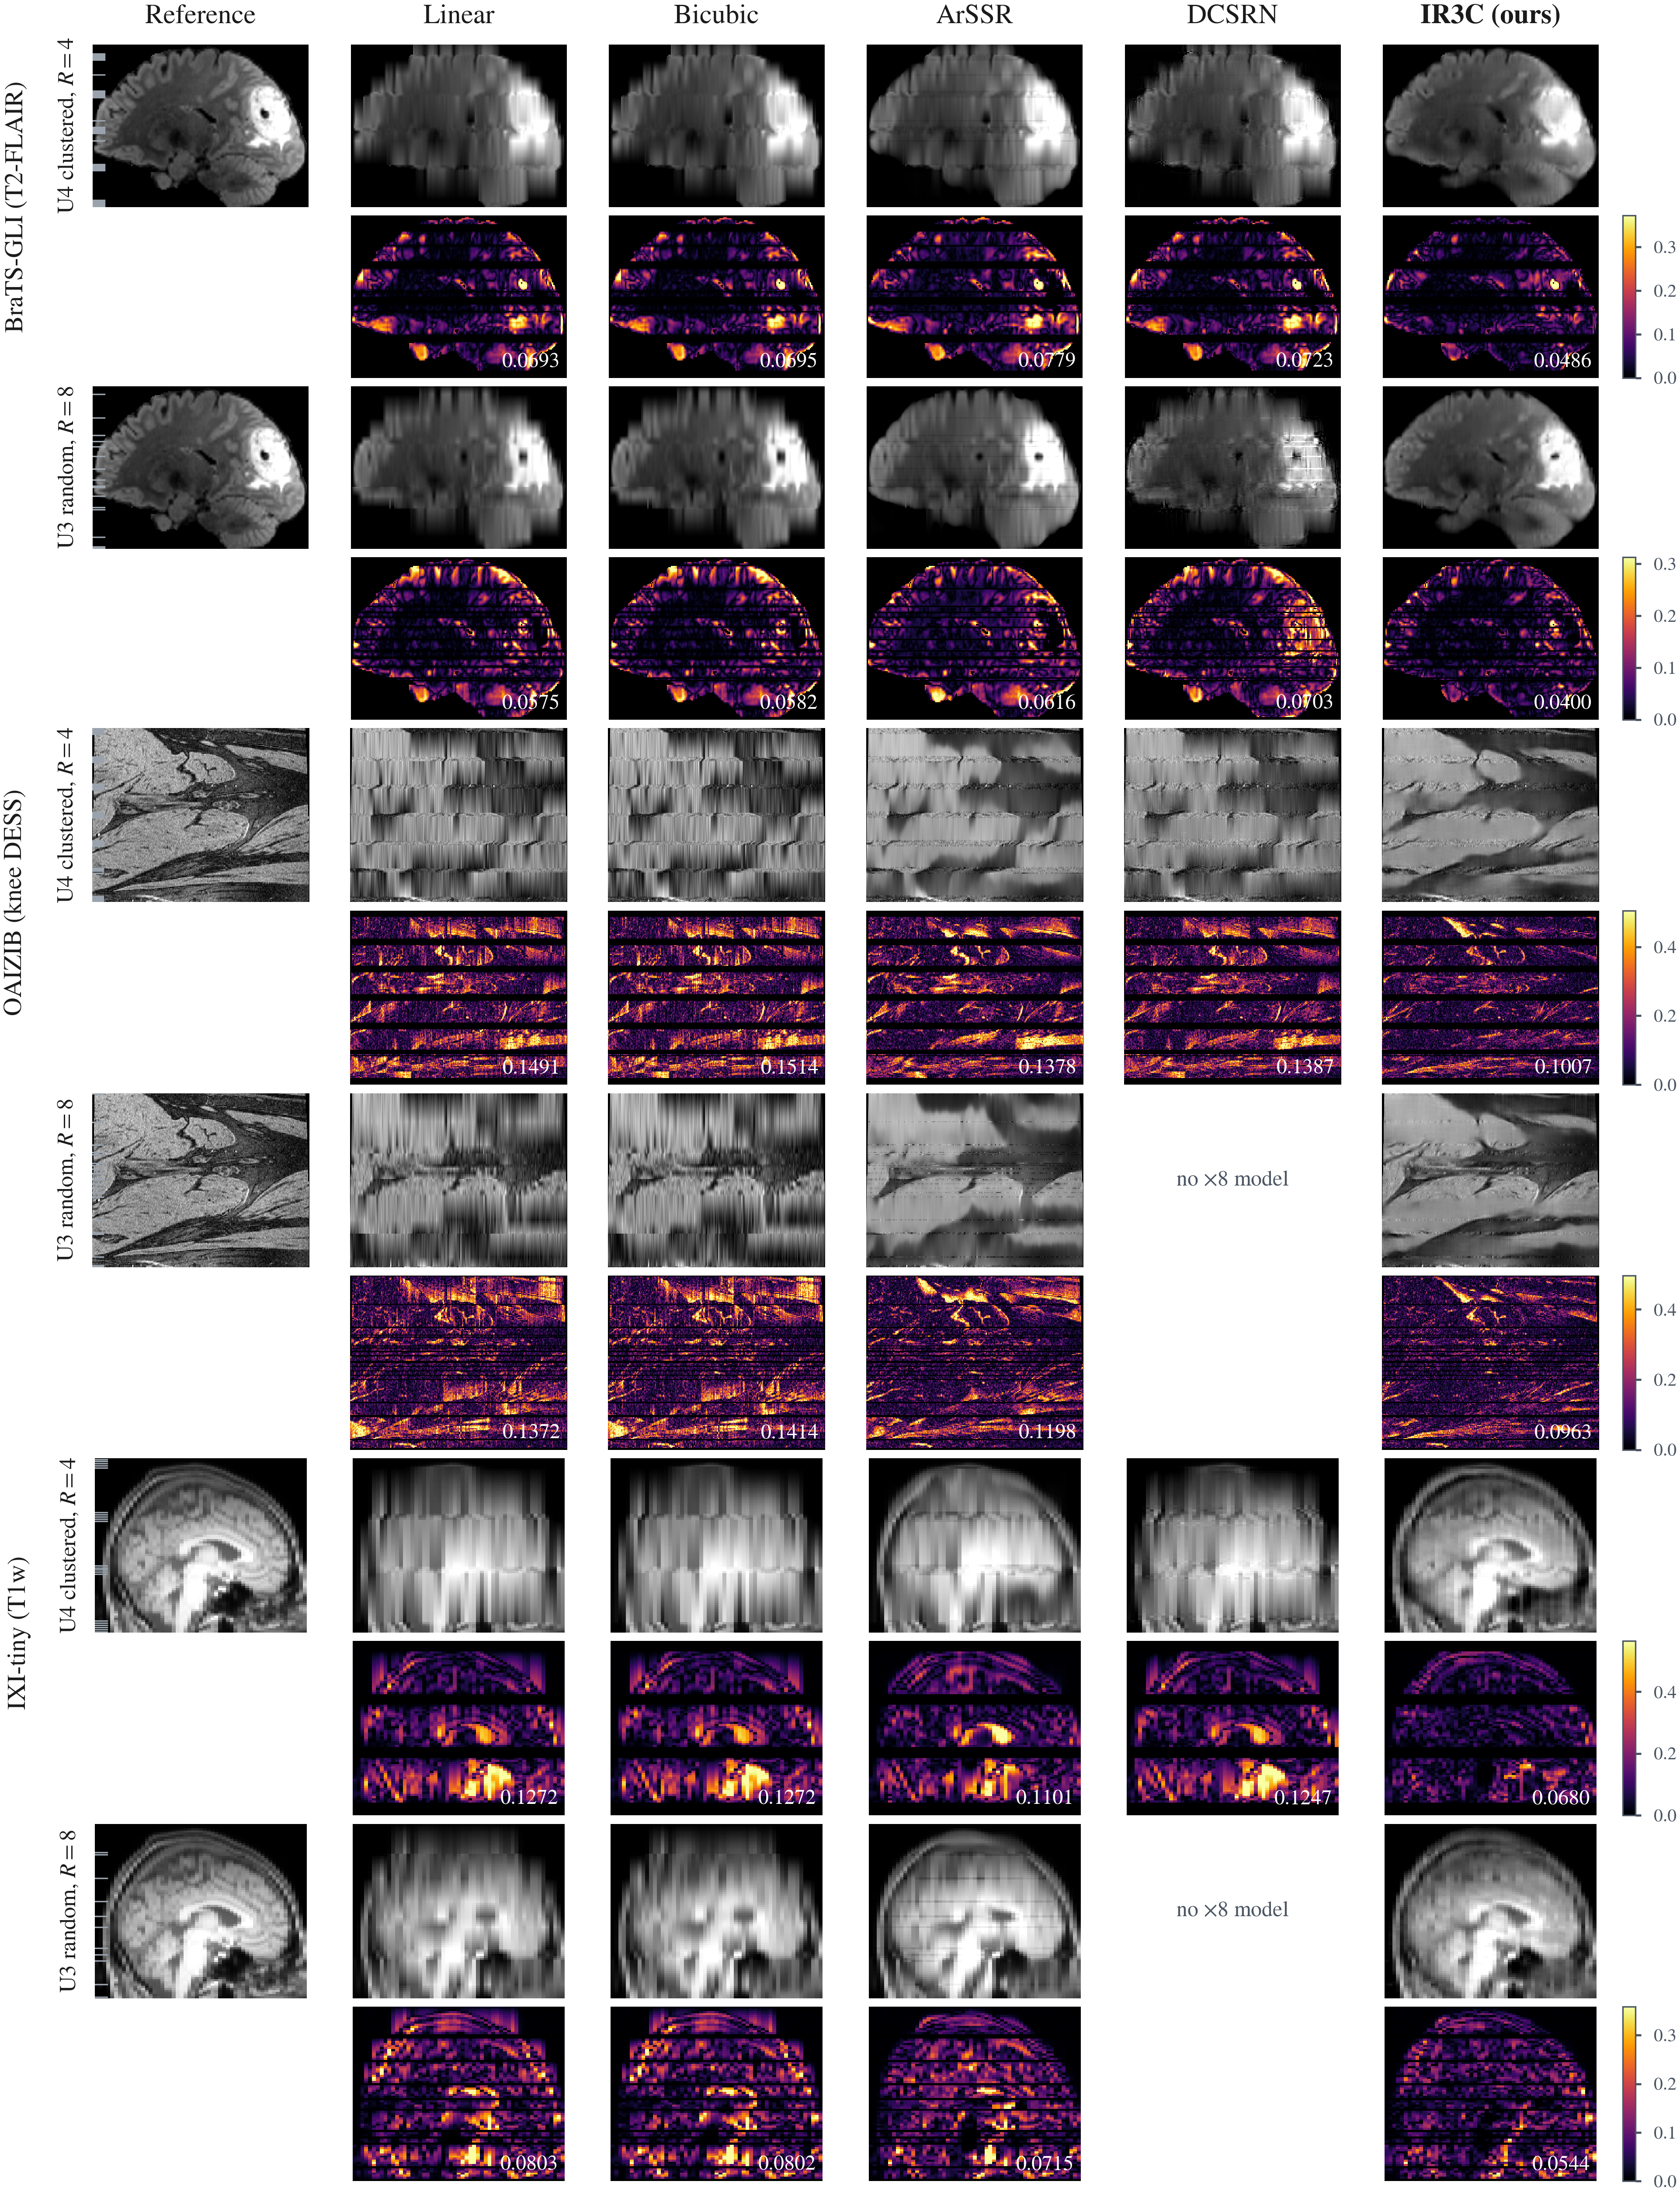 Reference Linear Bicubic ArSSR DCSRN IR3C (ours)
BraTS-GLI (T2-FLAIR)
U4 clustered, R = 4
0.3
0.2
0.1
0.0
0.0693 0.0695 0.0779 0.0723 0.0486
U3 random, R = 8
0.3
0.2
0.1
0.0
0.0575 0.0582 0.0616 0.0703 0.0400
OAIZIB (knee DESS)
U4 clustered, R = 4
0.4
0.2
0.0
0.1491 0.1514 0.1378 0.1387 0.1007
U3 random, R = 8
no ×8 model
0.4
0.2
0.0
0.1372 0.1414 0.1198 0.0963
IXI-tiny (T1w)
U4 clustered, R = 4
0.4
0.2
0.0
0.1272 0.1272 0.1101 0.1247 0.0680
U3 random, R = 8
no ×8 model
0.3
0.2
0.1
0.0
0.0803 0.0802 0.0715 0.0544